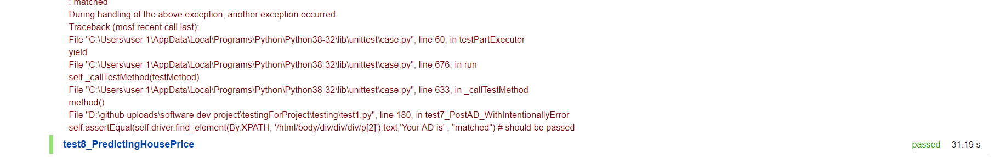 : matched
During handling of the above exception, another exception occurred:
Traceback (most recent call last):
File "C:\Users\user 1\AppData\Local\Programs\Python\Python38-32\lib\unittest\case.py", line 60, in testPartExecutor
yield
File "C:\Users\user 1\AppData\Local\Programs\Python\Python38-32\lib\unittest\case.py", line 676, in run
self._callTestMethod(testMethod)
File "C:\Users\user 1\AppData\Local\Programs\Python\Python38-32\lib\unittest\case.py", line 633, in _callTestMethod
method()
File "D:\github uploads\software dev project\testingForProject\testing\test1.py", line 180, in test7_PostAD_WithIntentionallyError
self.assertEqual(self.driver.find_element(By.XPATH, '/html/body/div/div/div/p[2]').text,'Your AD is' , "matched") # should be passed
test8_PredictingHousePrice passed 31.19 s